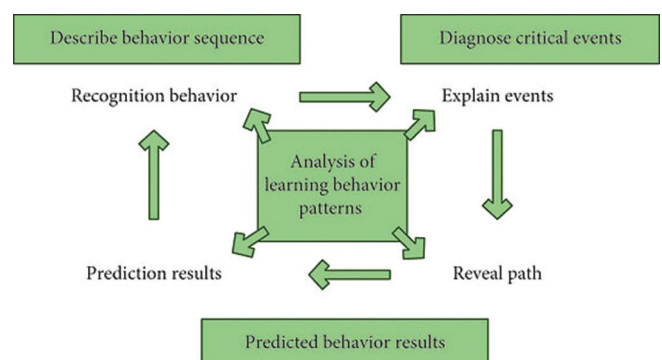 Describe behavior sequence
Diagnose critical events
Recognition behavior
Explain events
Analysis of
learning behavior
patterns
Prediction results
Reveal path
Predicted behavior results